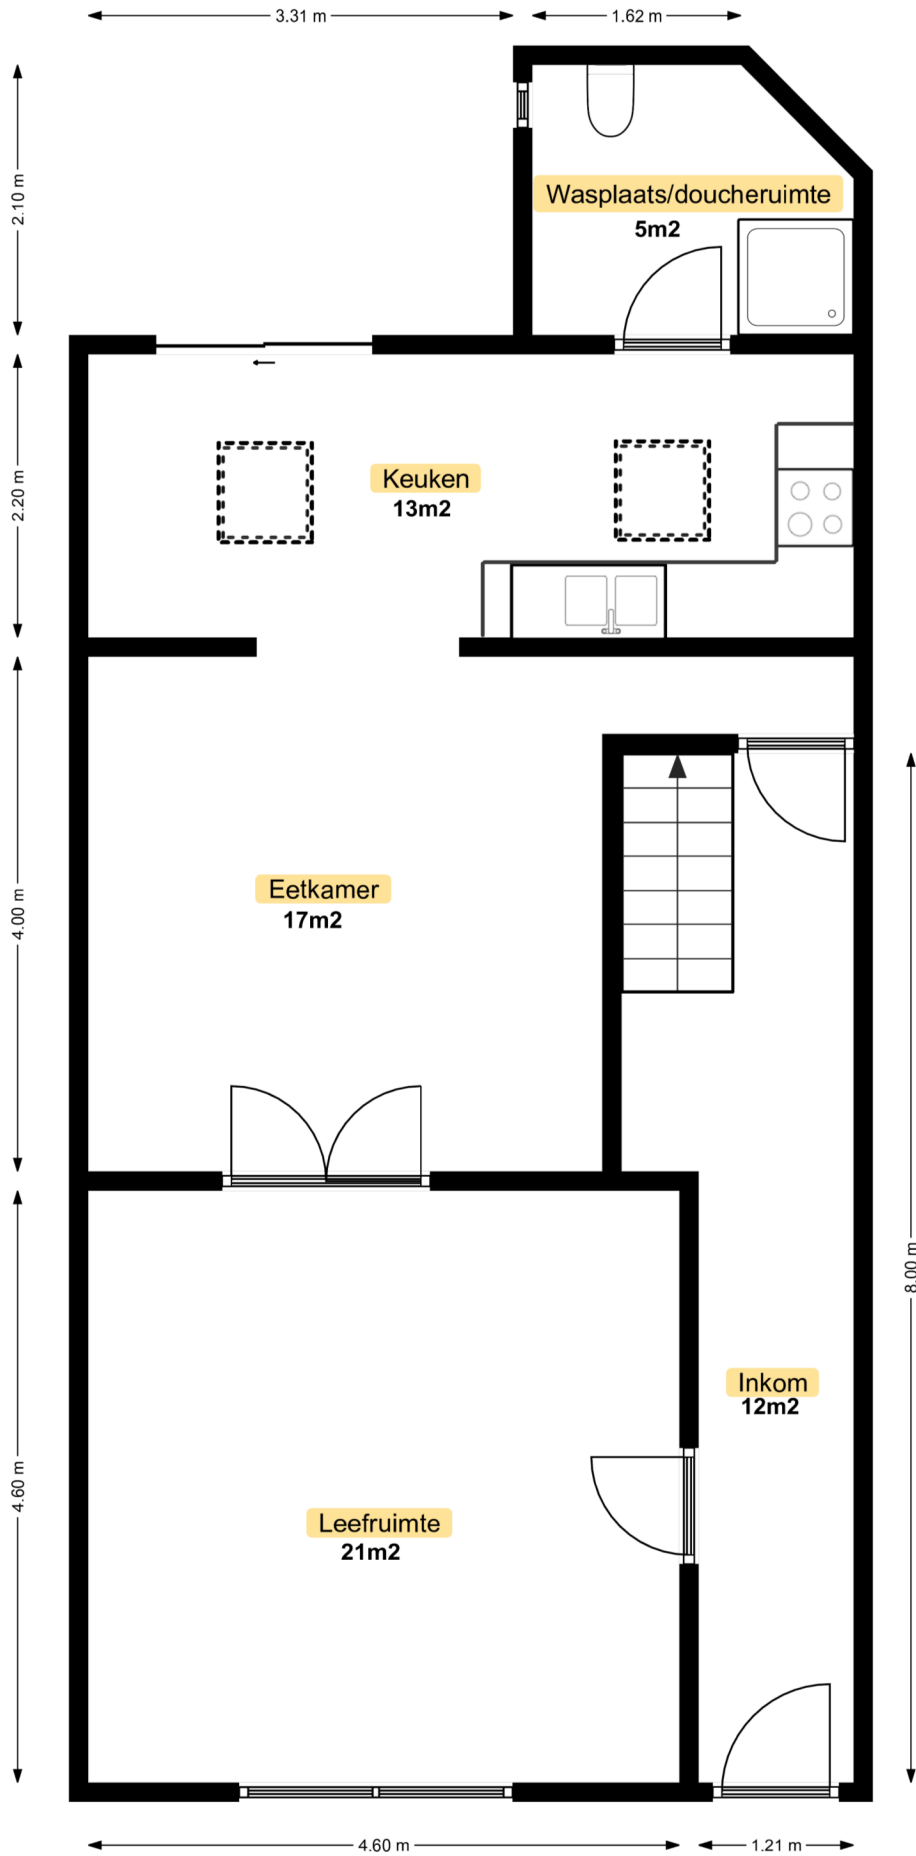 3.31 m
1.62 m
2.10 m
Wasplaats/doucheruimte
5m2
2.20 m
Keuken
13m2
4.00 m
Eetkamer
17m2
8.00 m
Inkom
12m2
4.60 m
Leefruimte
21m2
4.60 m
1.21 m